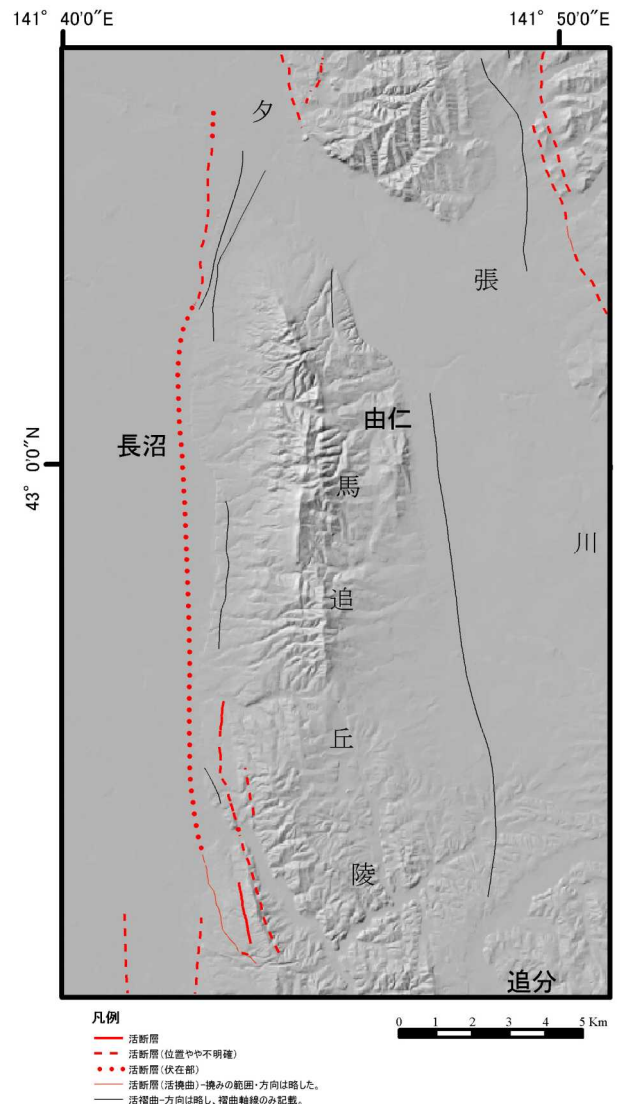 141° 40′0″E
141° 50′0″E
夕
張
由仁
長沼
43° 0′0″N
馬
川
追
丘
陵
追分
凡例
活断層
活断層(位置やや不明確)
活断層(伏在部)
活断層(活撓曲)-撓みの範囲・方向は略した。
活褶曲-方向は略し、褶曲軸線のみ記載。
0 1 2 3 4 5 Km